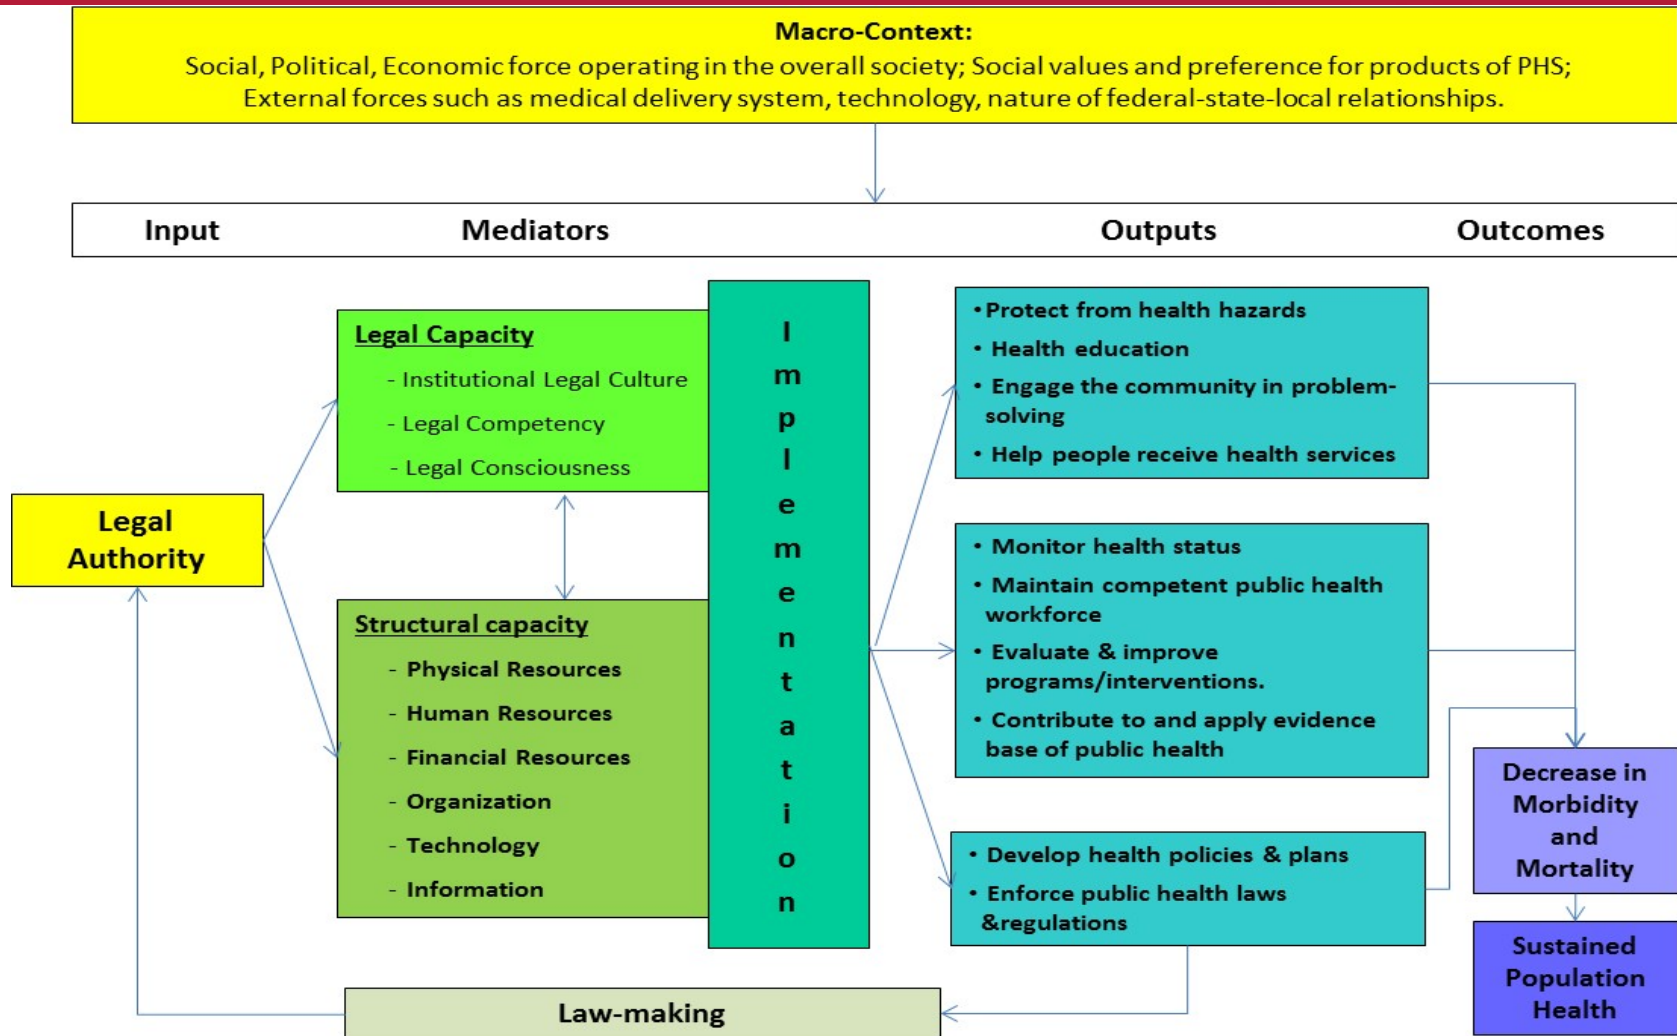 Macro-Context:
Social, Political, Economic force operating in the overall society; Social values and preference for products of PHS;
External forces such as medical delivery system, technology, nature of federal-state-local relationships.
Input Mediators Outputs Outcomes
Legal
Authority
Legal Capacity
- Institutional Legal Culture
- Legal Competency
- Legal Consciousness
Structural capacity
- Physical Resources
- Human Resources
- Financial Resources
- Organization
- Technology
- Information
Implementation
• Protect from health hazards
• Health education
• Engage the community in problem-
solving
• Help people receive health services
• Monitor health status
• Maintain competent public health
workforce
• Evaluate & improve
programs/interventions.
• Contribute to and apply evidence
base of public health
• Develop health policies & plans
• Enforce public health laws
&regulations
Decrease in
Morbidity
and
Mortality
Sustained
Population
Health
Law-making